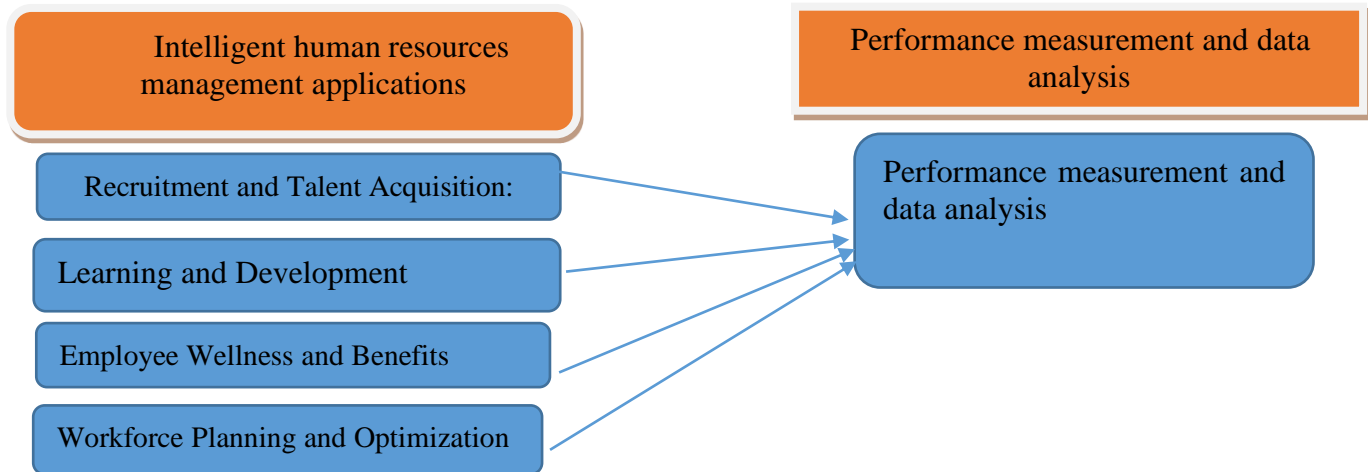 Intelligent human resources
management applications
Performance measurement and data
analysis
Recruitment and Talent Acquisition:
Learning and Development
Employee Wellness and Benefits
Workforce Planning and Optimization
Performance measurement and
data analysis